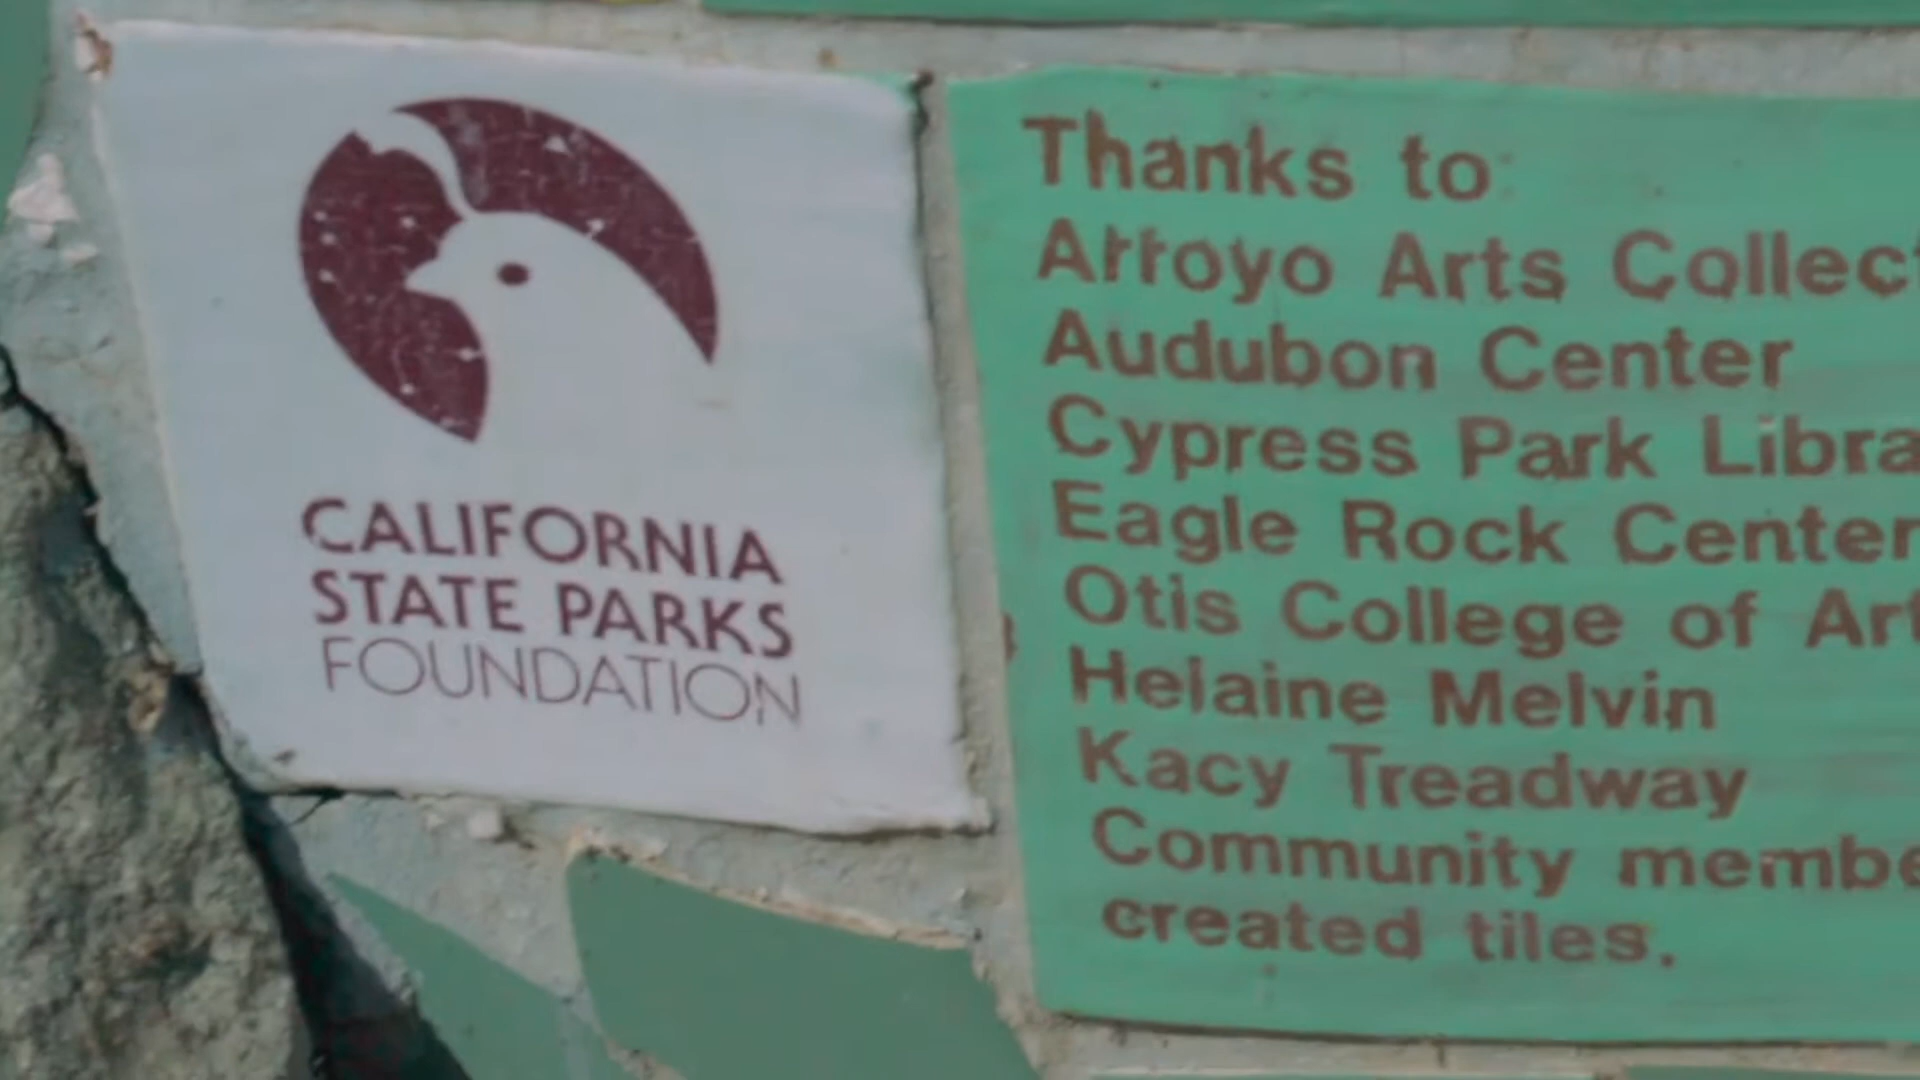 CALIFORNIA
STATE PARKS
FOUNDATION
Thanks to:
Arroyo Arts Collect
Audubon Center
Cypress Park Libra
Eagle Rock Center
Otis College of Art
Helaine Melvin
Kacy Treadway
Community membe
created tiles.